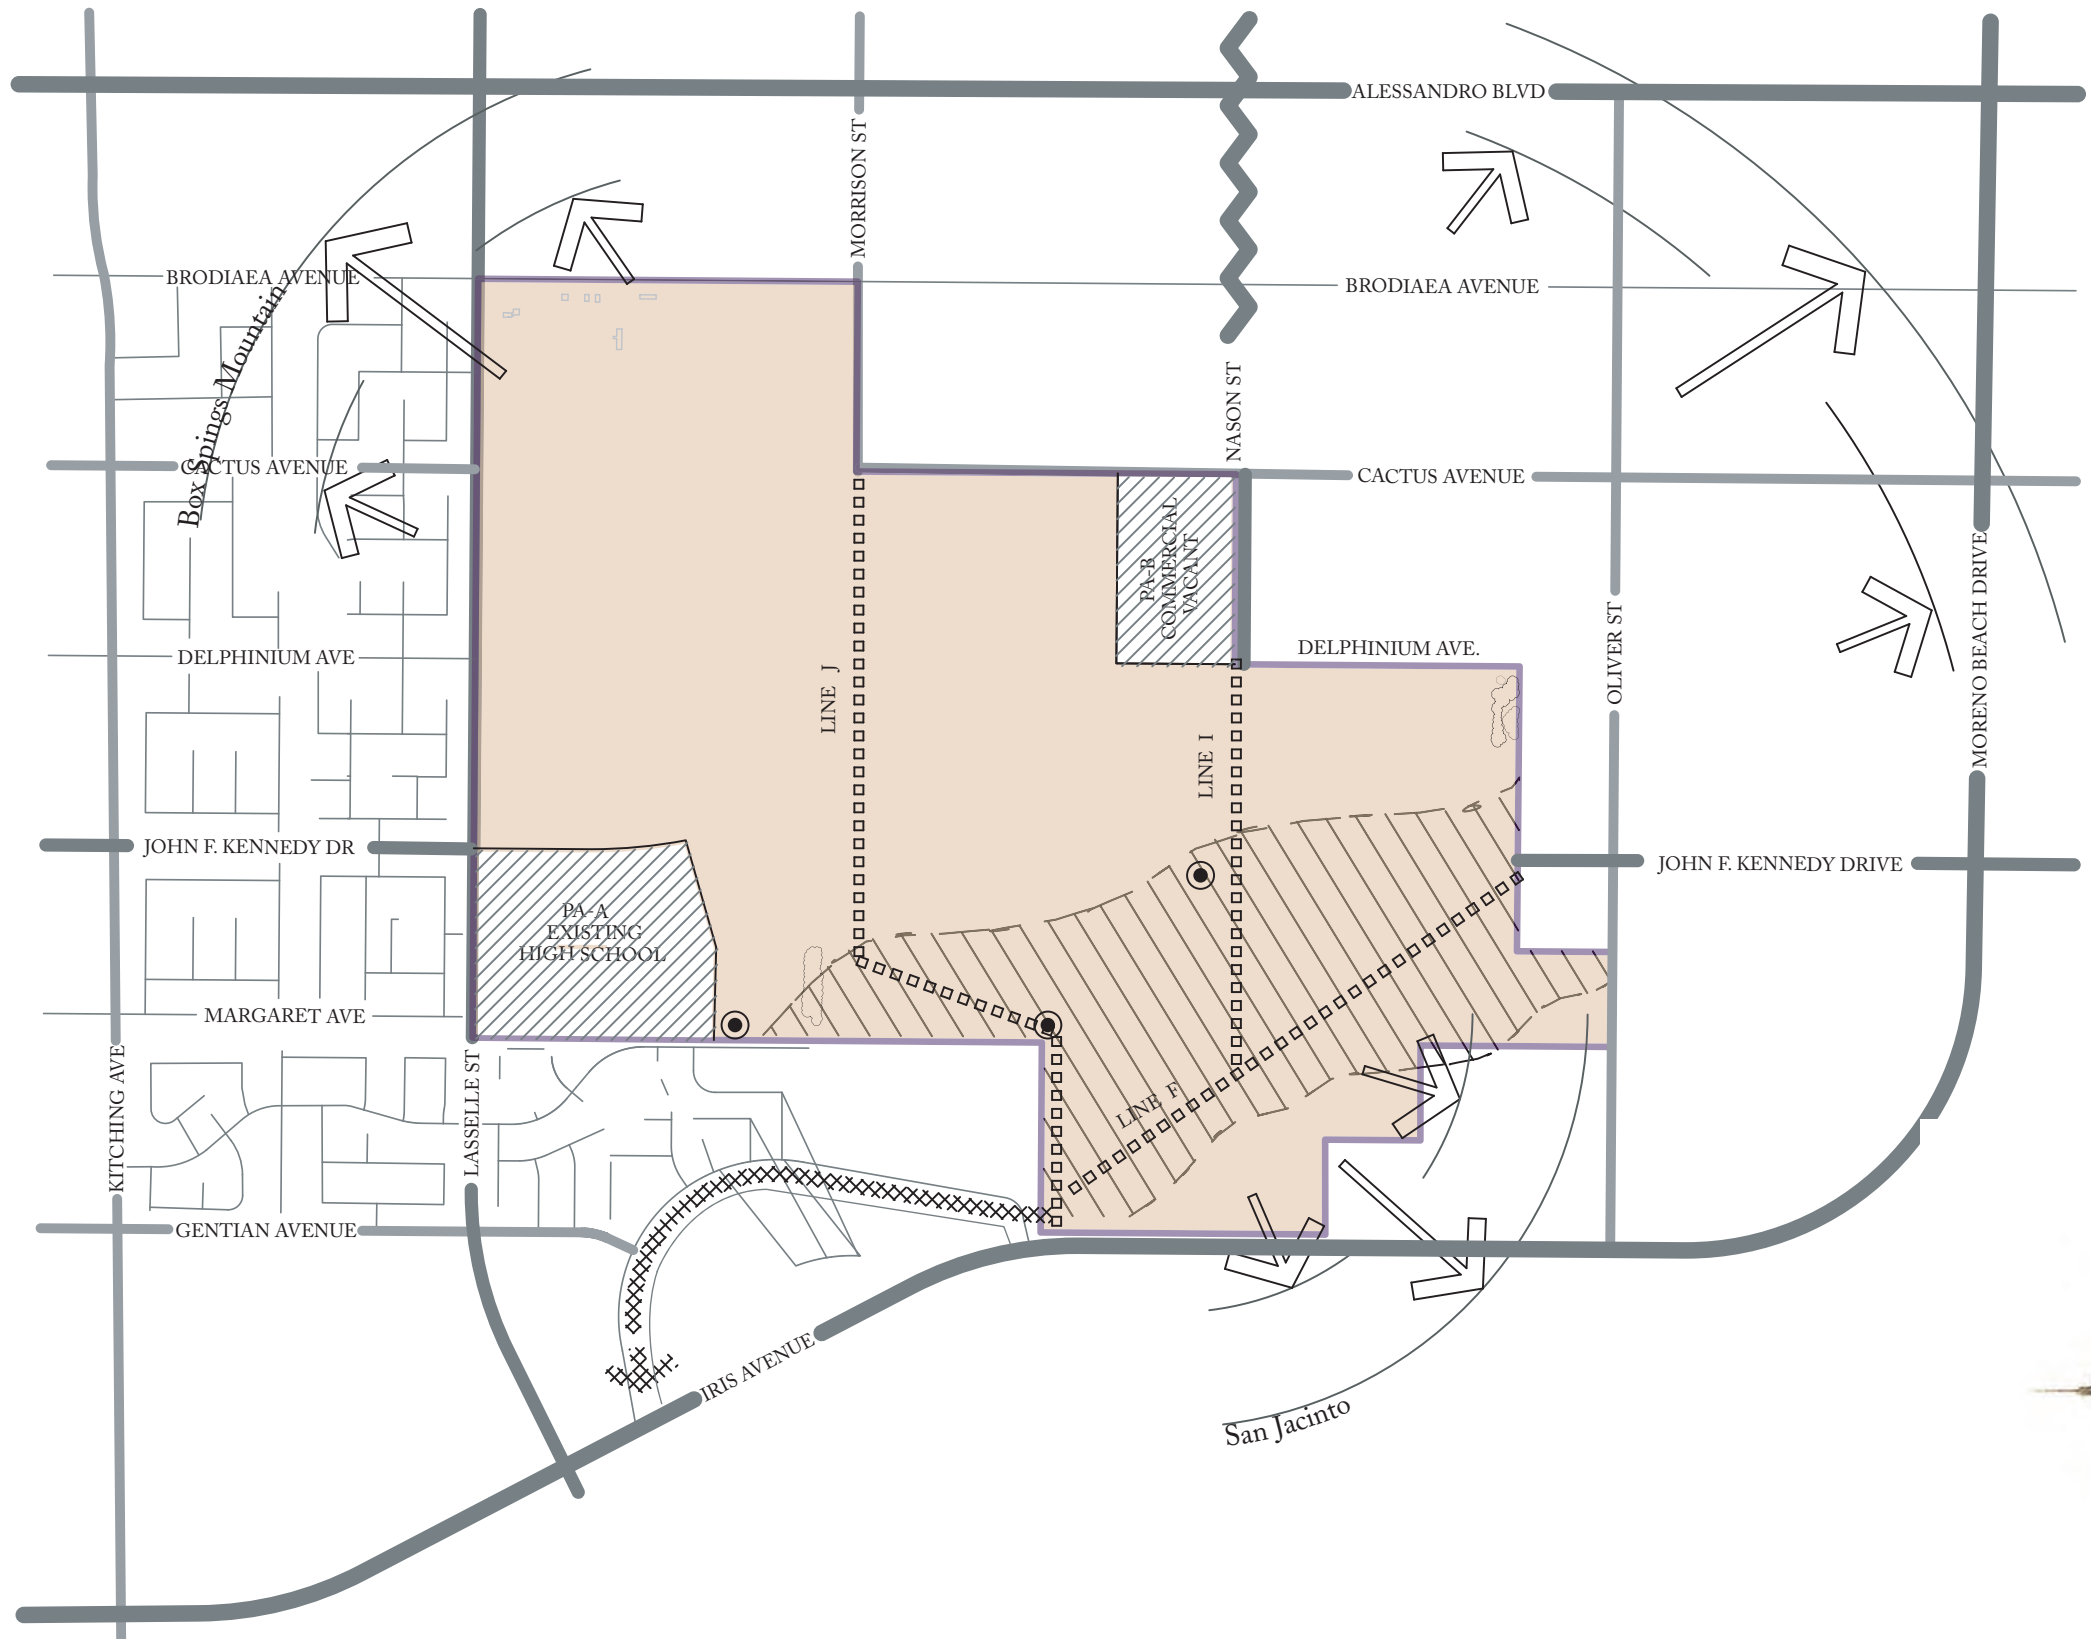 ALESSANDRO BLVD
MORRISON ST
BRODIAEA AVENUE
BRODIAEA AVENUE
Box Spings Mountain
NASON ST
CACTUS AVENUE
CACTUS AVENUE
PA-B
COMMERCIAL
VACANT
DELPHINIUM AVE
DELPHINIUM AVE.
OLIVER ST
MORENO BEACH DRIVE
LINE J
LINE I
JOHN F. KENNEDY DR
JOHN F. KENNEDY DRIVE
PA-A
EXISTING
HIGH SCHOOL
MARGARET AVE
KITCHING AVE
LASSELLE ST
LINE F
GENTIAN AVENUE
IRIS AVENUE
San Jacinto